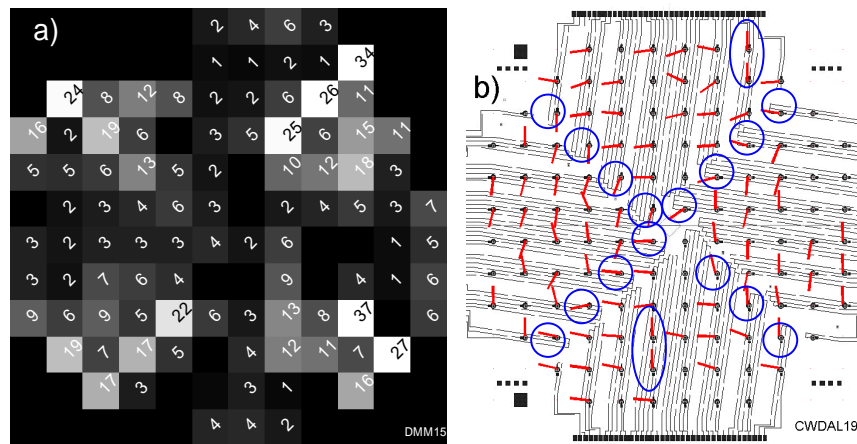 a)
2 4 6 3
1 1 2 1 34
24 8 12 8 2 2 6 26 11
16 2 19 6 3 5 25 6 15 11
5 5 6 13 5 2 10 12 18 3
2 3 4 6 3 2 4 5 3 7
3 2 3 3 3 4 2 6 1 5
3 2 7 6 4 9 4 1 6
9 6 9 5 22 6 3 13 8 37 6
19 7 17 5 4 12 11 7 27
17 3 3 1 16
4 4 2
DMM15
b)
CWDAL19